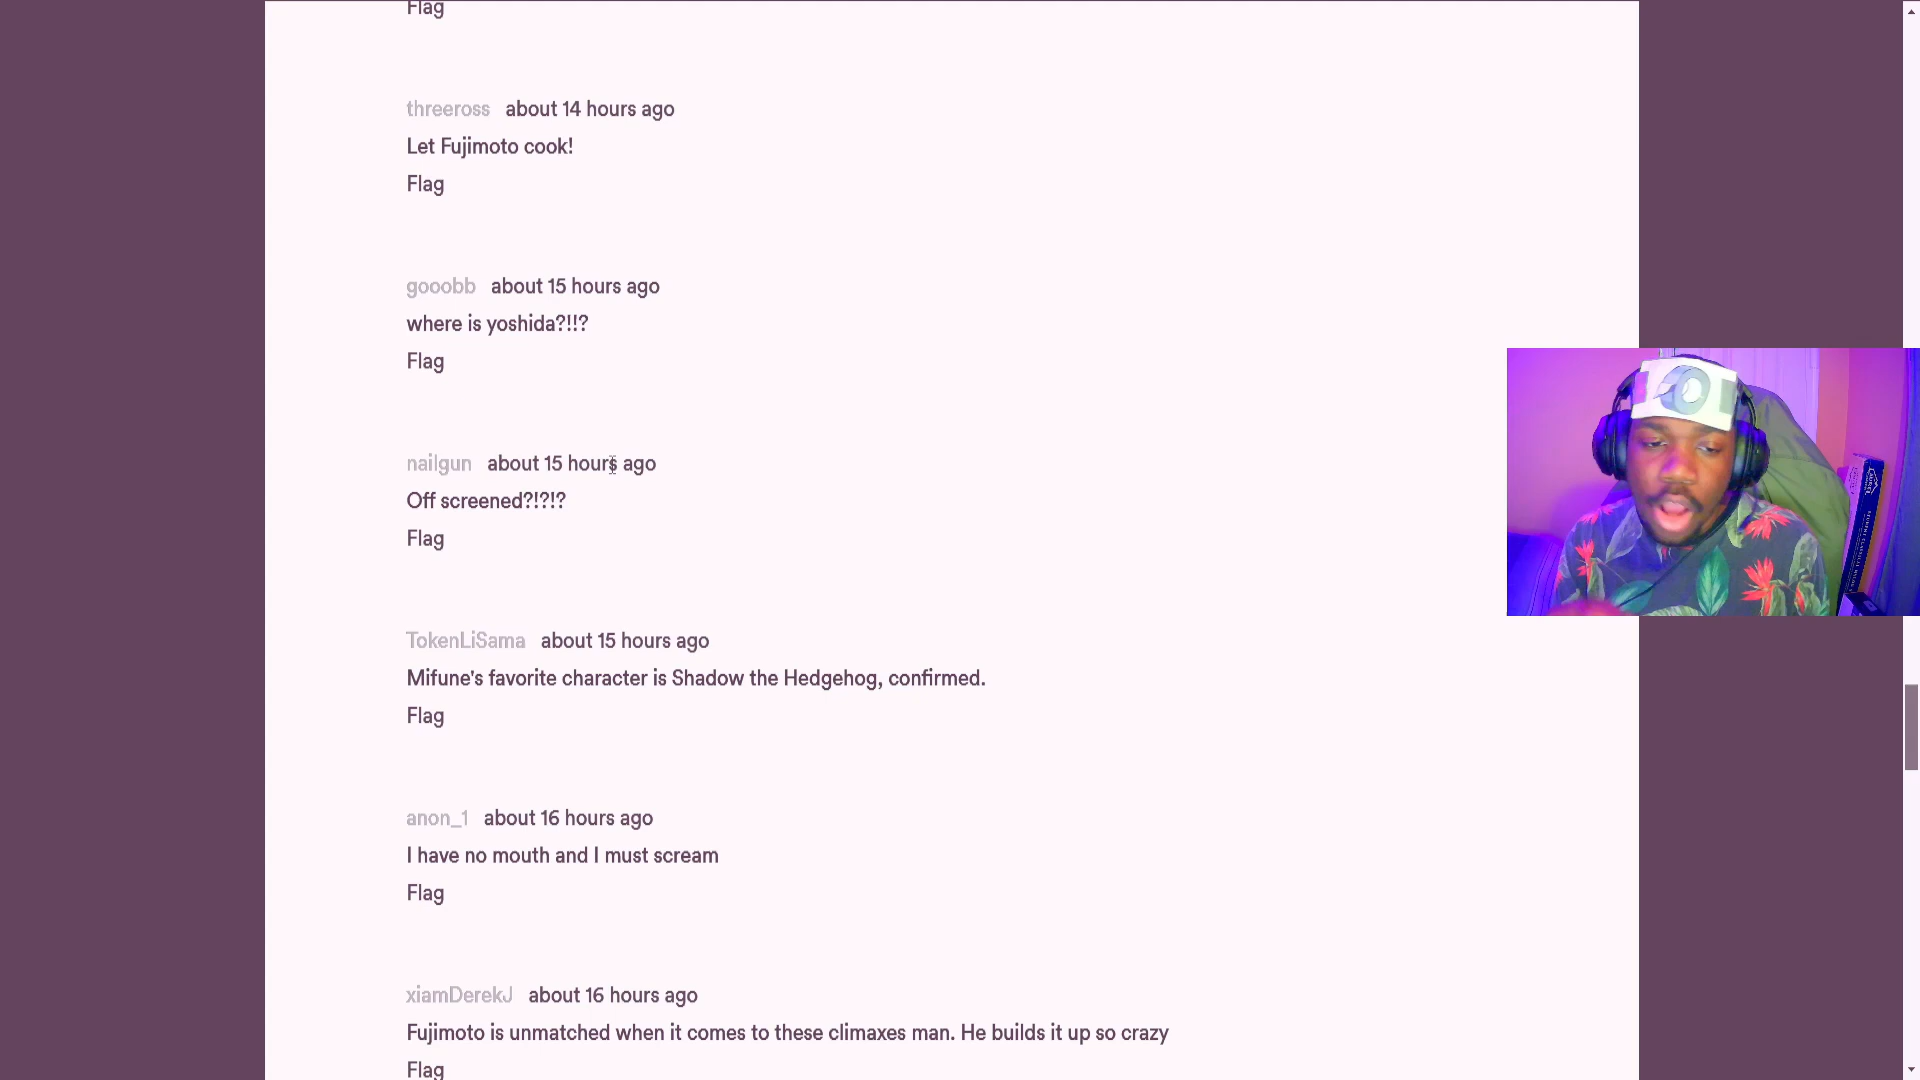 Flag
threeross about 14 hours ago
Let Fujimoto cook!
Flag
gooobb about 15 hours ago
where is yoshida?!!?
Flag
nailgun about 15 hours ago
Off screened?!?!?
Flag
TokenLiSama about 15 hours ago
Mifune's favorite character is Shadow the Hedgehog, confirmed.
Flag
anon_1 about 16 hours ago
I have no mouth and I must scream
Flag
xiamDerekJ about 16 hours ago
Fujimoto is unmatched when it comes to these climaxes man. He builds it up so crazy
Flag